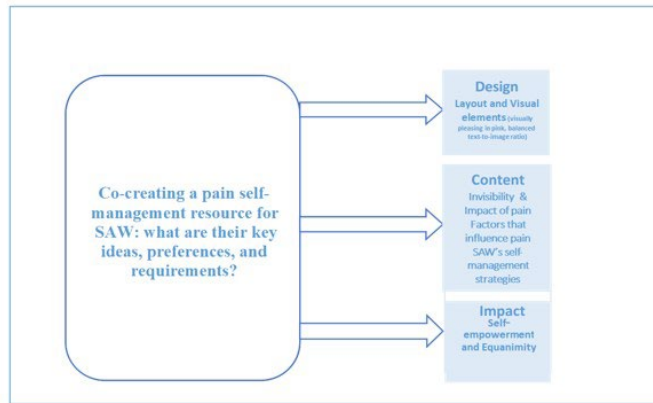 Co-creating a pain self-
management resource for
SAW: what are their key
ideas, preferences, and
requirements?
Design
Layout and Visual
elements (visually
pleasing in pink, balanced
text-to-image ratio)
Content
Invisibility & 
Impact of pain
Factors that
influence pain
SAW's self-
management
strategies
Impact
Self-
empowerment
and Equanimity